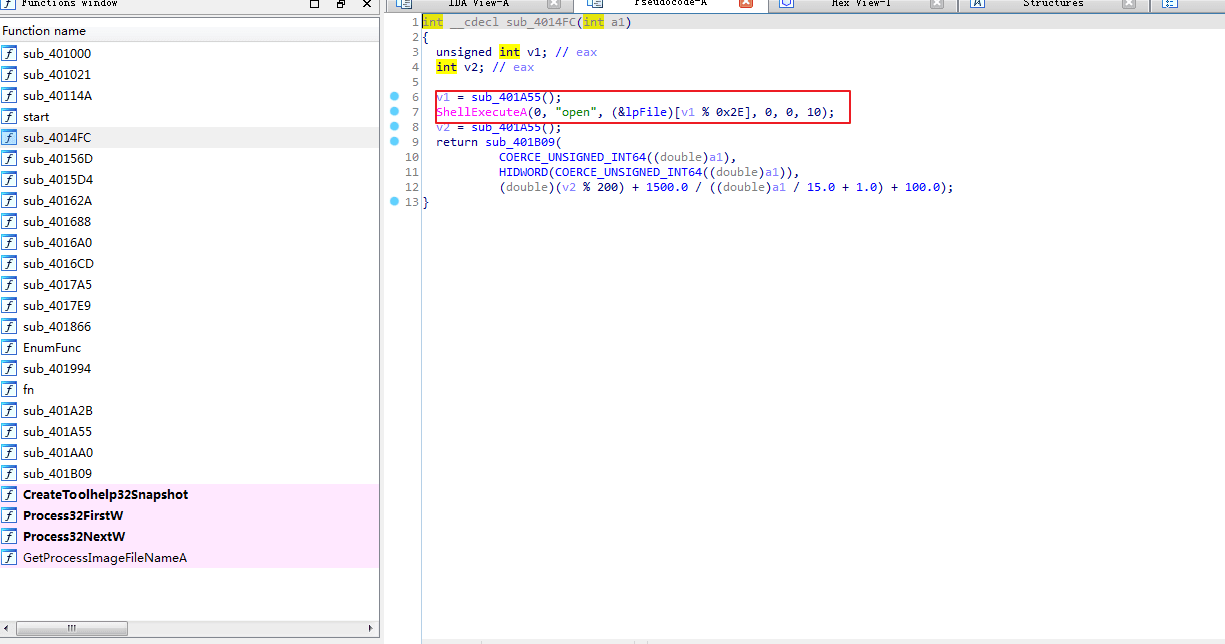 Functions window
Function name
f sub_401000
f sub_401021
f sub_40114A
f start
f sub_4014FC
f sub_40156D
f sub_4015D4
f sub_40162A
f sub_401688
f sub_4016A0
f sub_4016CD
f sub_4017A5
f sub_4017E9
f sub_401866
f EnumFunc
f sub_401994
f fn
f sub_401A2B
f sub_401A55
f sub_401AA0
f sub_401B09
f CreateToolhelp32Snapshot
f Process32FirstW
f Process32NextW
f GetProcessImageFileNameA
IDA View-A
Pseudocode-A
Hex View-1
Structures
1 int __cdecl sub_4014FC(int a1)
2 {
3 unsigned int v1; // eax
4 int v2; // eax
5
6 v1 = sub_401A55();
7 ShellExecuteA(0, "open", (&lpFile)[v1 % 0x2E], 0, 0, 10);
8 v2 = sub_401A55();
9 return sub_401B09(
10 COERCE_UNSIGNED_INT64((double)a1),
11 HIDWORD(COERCE_UNSIGNED_INT64((double)a1)),
12 (double)(v2 % 200) + 1500.0 / ((double)a1 / 15.0 + 1.0) + 100.0);
13 }